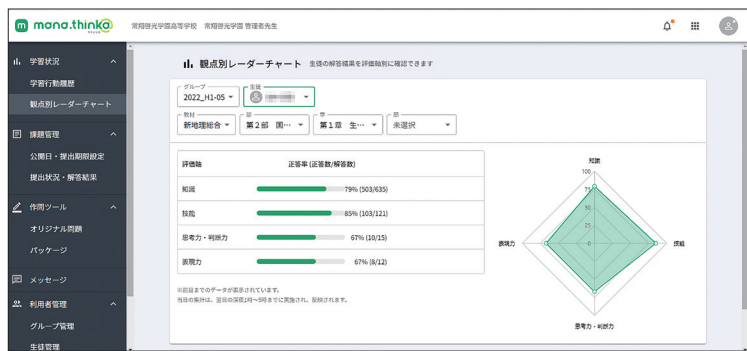 mana.thinka
常翔啓光学園高等学校 常翔啓光学園 管理者先生
学習状況
学習行動履歴
観点別レーダーチャート
課題管理
公開日・提出期限設定
提出状況・解答結果
作問ツール
オリジナル問題
パッケージ
メッセージ
利用者管理
グループ管理
生徒管理
観点別レーダーチャート 生徒の解答結果を評価軸別に確認できます
グループ
2022_H1-05
生徒
教材
新地理総合
部
第2部 国…
章
第1章 生…
節
未選択
評価軸 正答率 (正答数/解答数)
知識 79% (503/635)
技能 85% (103/121)
思考力・判断力 67% (10/15)
表現力 67% (8/12)
※前日までのデータが表示されています。
当日の集計は、翌日の深夜1時～5時までに実施され、反映されます。
知識
100
75
50
25
0
表現力
技能
思考力・判断力